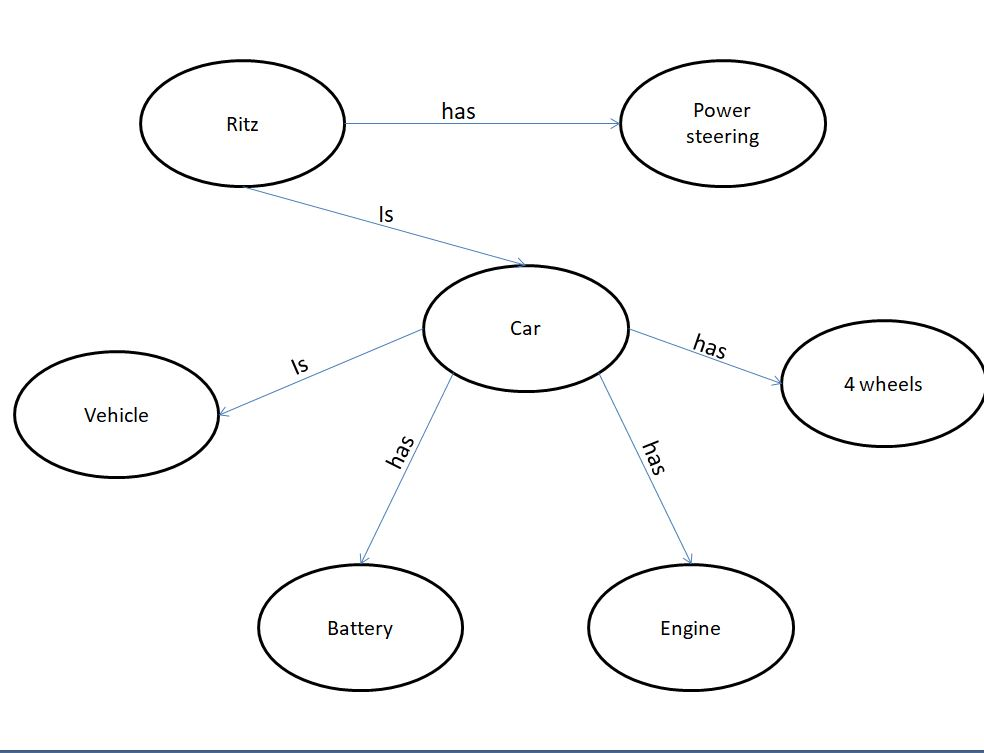 Ritz
has
Power
steering
Is
Car
Is
has
4 wheels
Vehicle
has
has
Battery
Engine